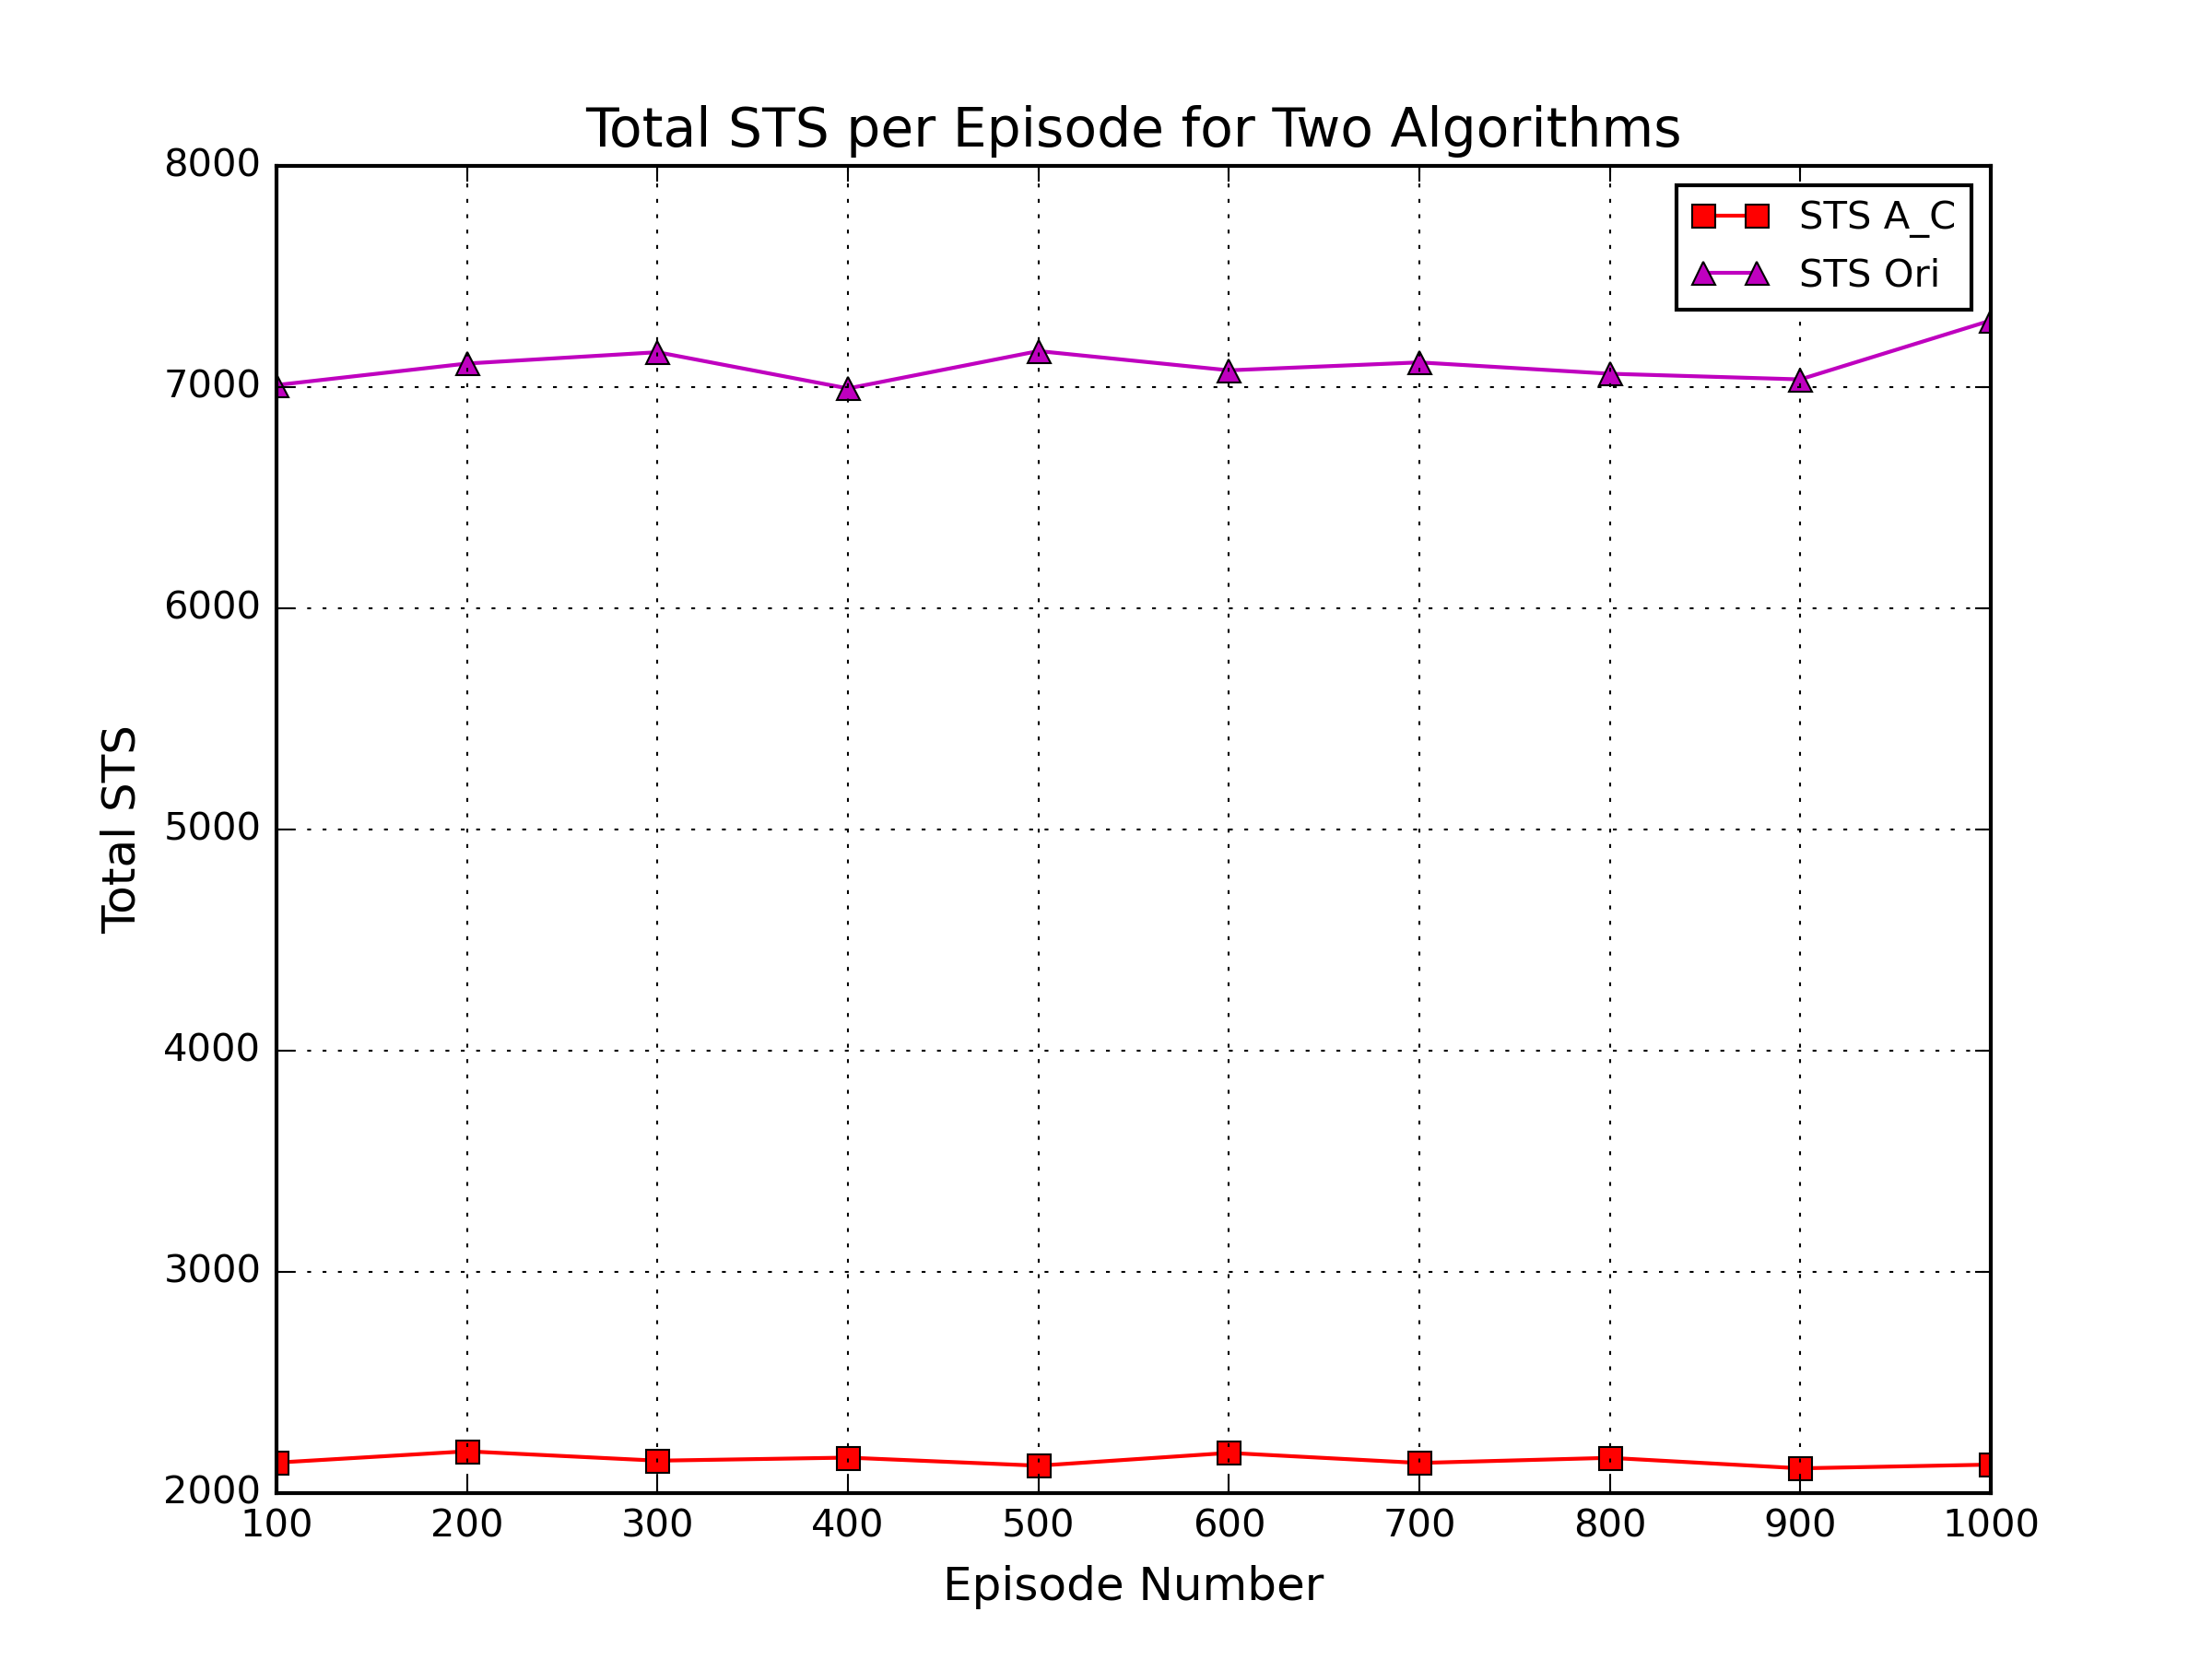 Total STS per Episode for Two Algorithms
8000
7000
6000
5000
4000
3000
2000
Total STS
STS A_C
STS Ori
100 200 300 400 500 600 700 800 900 1000
Episode Number